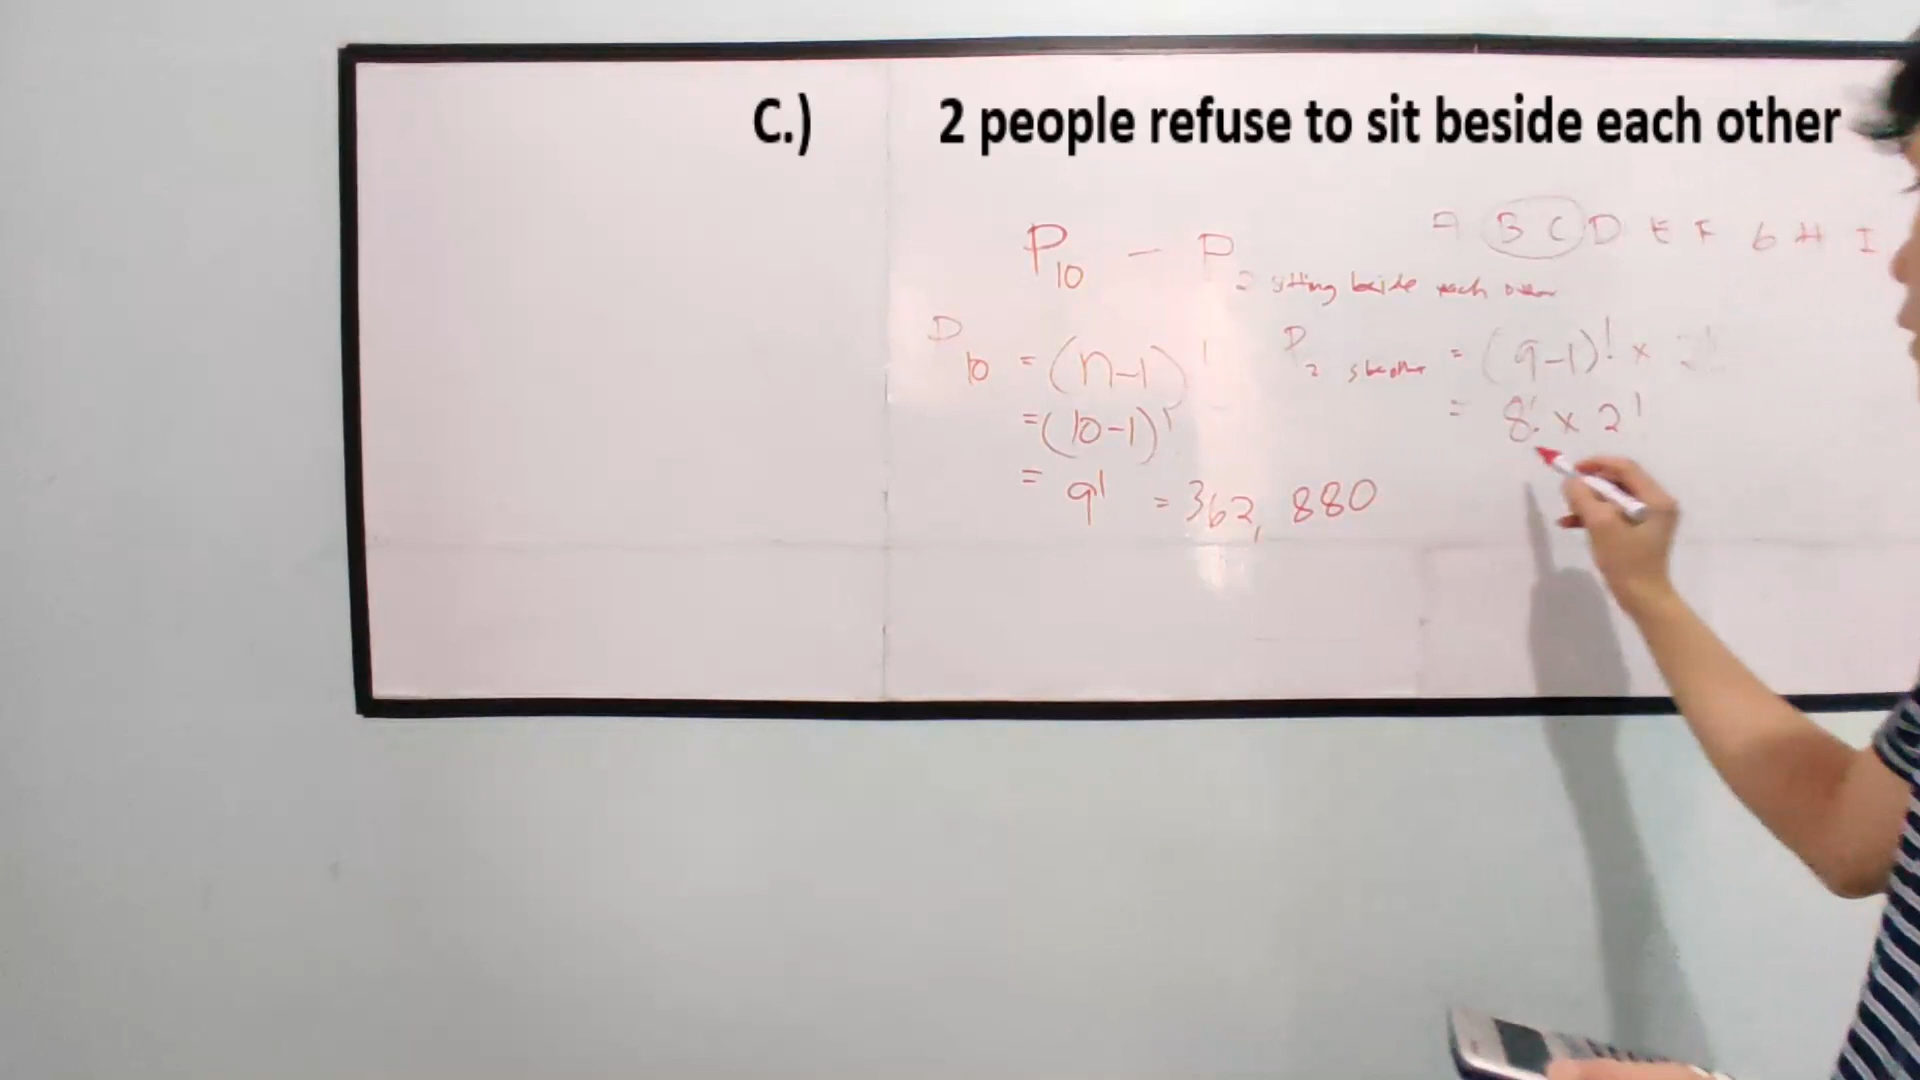 C.) 2 people refuse to sit beside each other
A B C D E F G H I
P10 - P2 sitting beside each other
P10 = (n-1)!
= (10-1)!
= 9! = 362,880
P2 = (9-1)! × 2!
= 8! × 2!